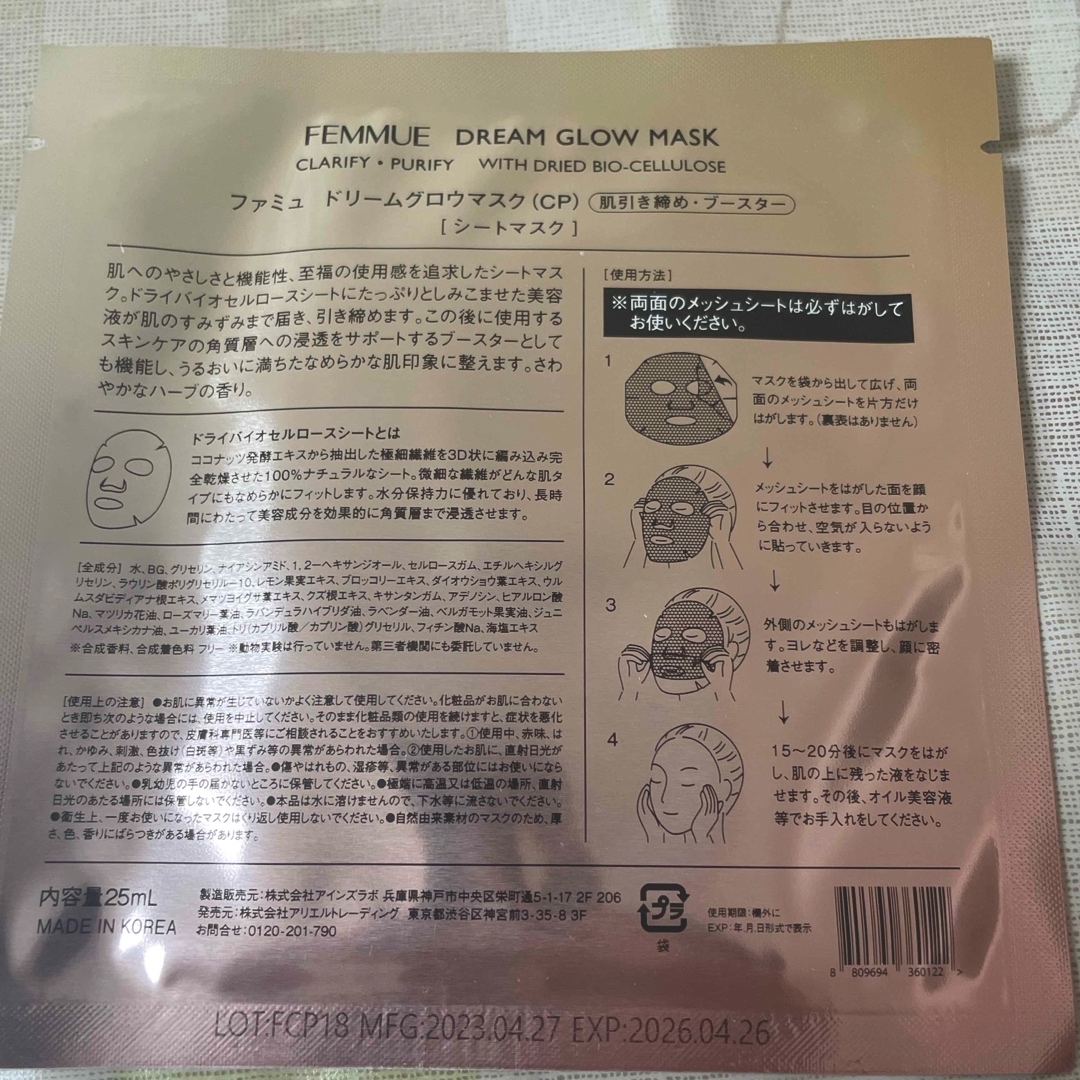 FEMMUE DREAM GLOW MASK
CLARIFY・PURIFY WITH DRIED BIO-CELLULOSE
ファミュ ドリームグロウマスク(CP) 肌引き締め・ブースター
[シートマスク]
肌へのやさしさと機能性、至福の使用感を追求したシートマス
ク。ドライバイオセルロースシートにたっぷりとしみこませた美容
液が肌のすみずみまで届き、引き締めます。この後に使用する
スキンケアの角質層への浸透をサポートするブースターとして
も機能し、うるおいに満ちたなめらかな肌印象に整えます。さわ
やかなハーブの香り。
ドライバイオセルロースシートとは
ココナッツ発酵エキスから抽出した極細繊維を3D状に編み込み完
全乾燥させた100%ナチュラルなシート。微細な繊維がどんな肌タ
イプにもなめらかにフィットします。水分保持力に優れており、長時
間にわたって美容成分を効果的に角質層まで浸透させます。
[全成分] 水、BG、グリセリン、ナイアシンアミド、1,2-ヘキサンジオール、セルロースガム、エチルヘキシルグ
リセリン、ラウリン酸ポリグリセリル-10、レモン果実エキス、ブロッコリーエキス、ダイオウショウ葉エキス、ウル
ムスダビディアナ根エキス、メマツヨイグサ葉エキス、クズ根エキス、キサンタンガム、アデノシン、ヒアルロン酸
Na、マツリカ花油、ローズマリー葉油、ラバンデュラハイブリダ油、ラベンダー油、ベルガモット果実油、ジュニ
ペルスメキシカナ油、ユーカリ葉油、トリ(カプリル酸/カプリン酸)グリセリル、フィチン酸Na、海塩エキス
※合成香料、合成着色料 フリー ※動物実験は行っていません。第三者機関にも委託していません。
[使用上の注意] ●お肌に異常が生じていないかよく注意して使用してください。化粧品がお肌に合わない
とき即ち次のような場合には、使用を中止してください。そのまま化粧品類の使用を続けますと、症状を悪化
させることがありますので、皮膚科専門医等にご相談されることをおすすめいたします。①使用中、赤味、は
れ、かゆみ、刺激、色抜け(白斑等)や黒ずみ等の異常があらわれた場合。②使用したお肌に、直射日光が
あたって上記のような異常があらわれた場合。●傷やはれもの、湿疹等、異常がある部位にはお使いになら
ないでください。●乳幼児の手の届かないところに保管してください。●極端に高温又は低温の場所、直射
日光のあたる場所には保管しないでください。●本品は水に溶けませんので、下水等に流さないでください。
●衛生上、一度お使いになったマスクはくり返し使用しないでください。●自然由来素材のマスクのため、厚
さ、色、香りにばらつきがある場合があります。
[使用方法]
※両面のメッシュシートは必ずはがして
お使いください。
1
マスクを袋から出して広げ、両
面のメッシュシートを片方だけ
はがします。(裏表はありません)
2
メッシュシートをはがした面を顔
にフィットさせます。目の位置か
ら合わせ、空気が入らないよう
に貼っていきます。
3
外側のメッシュシートもはがしま
す。ヨレなどを調整し、顔に密
着させます。
4
15〜20分後にマスクをはが
し、肌の上に残った液をなじま
せます。その後、オイル美容液
等でお手入れをしてください。
内容量25mL
MADE IN KOREA
製造販売元:株式会社アインズラボ 兵庫県神戸市中央区栄町通5-1-17 2F 206
発売元:株式会社アリエルトレーディング 東京都渋谷区神宮前3-35-8 3F
お問合せ:0120-201-790
プラ
袋
使用期限:欄外に
EXP:年.月.日形式で表示
8 809694 360122 >
LOT:FCP18 MFG:2023.04.27 EXP:2026.04.26